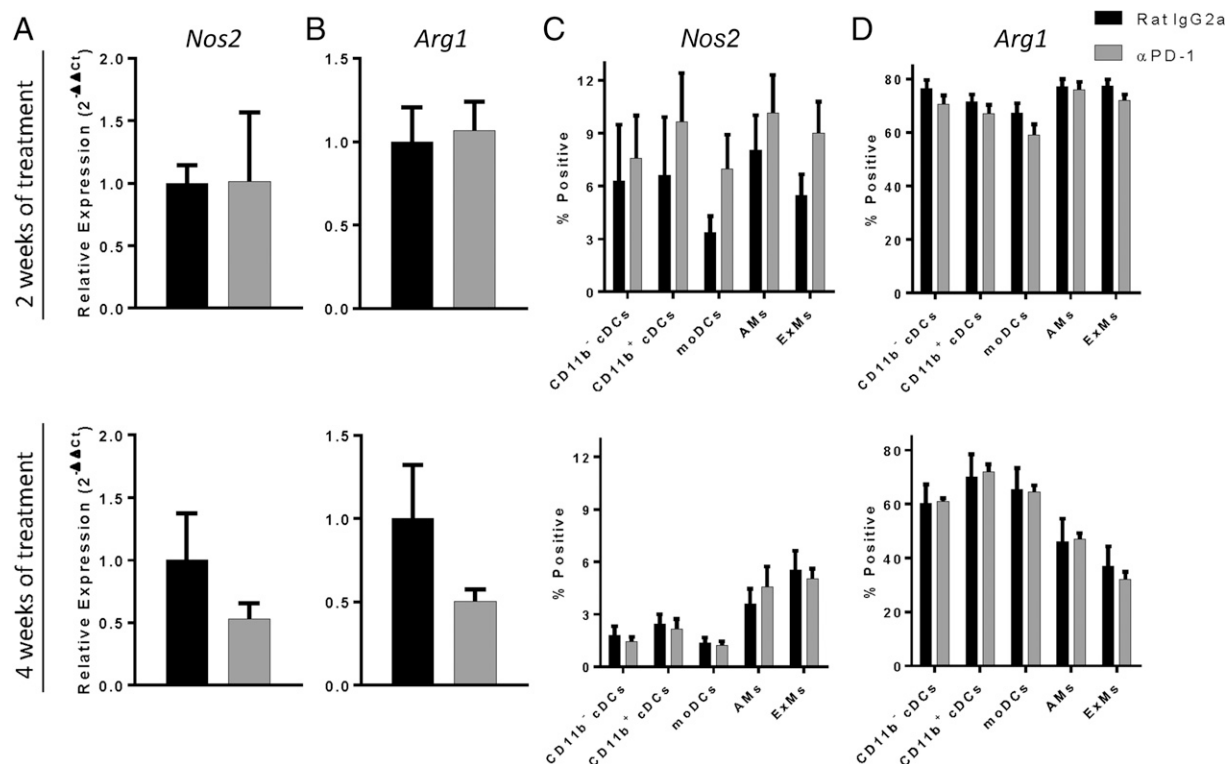 A
B
C
D
Nos2
Arg1
Nos2
Arg1
Rat IgG2a
αPD-1
2 weeks of treatment
Relative Expression (2^-ΔΔCt)
2.0
1.5
1.0
0.5
0.0
1.5
1.0
0.5
0.0
% Positive
12
9
6
3
0
CD11b⁻ cDCs
CD11b⁺ cDCs
moDCs
AMs
ExMs
% Positive
80
60
40
20
0
CD11b⁻ cDCs
CD11b⁺ cDCs
moDCs
AMs
ExMs
4 weeks of treatment
Relative Expression (2^-ΔΔCt)
2.0
1.5
1.0
0.5
0.0
1.5
1.0
0.5
0.0
% Positive
12
9
6
3
0
CD11b⁻ cDCs
CD11b⁺ cDCs
moDCs
AMs
ExMs
% Positive
80
60
40
20
0
CD11b⁻ cDCs
CD11b⁺ cDCs
moDCs
AMs
ExMs